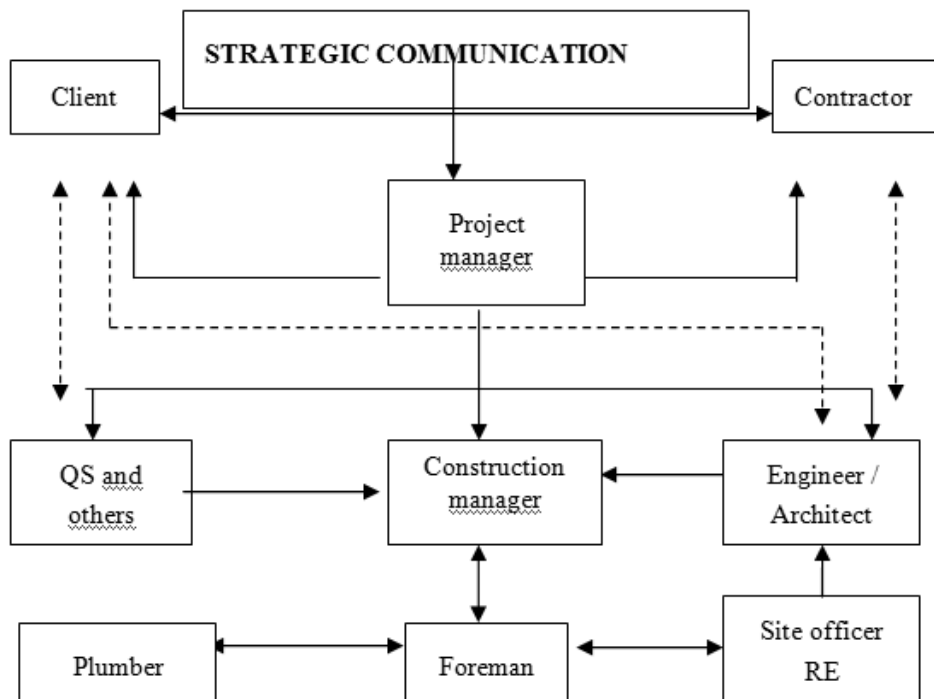 STRATEGIC COMMUNICATION
Client
Contractor
Project
manager
QS and
others
Construction
manager
Engineer /
Architect
Plumber
Foreman
Site officer
RE